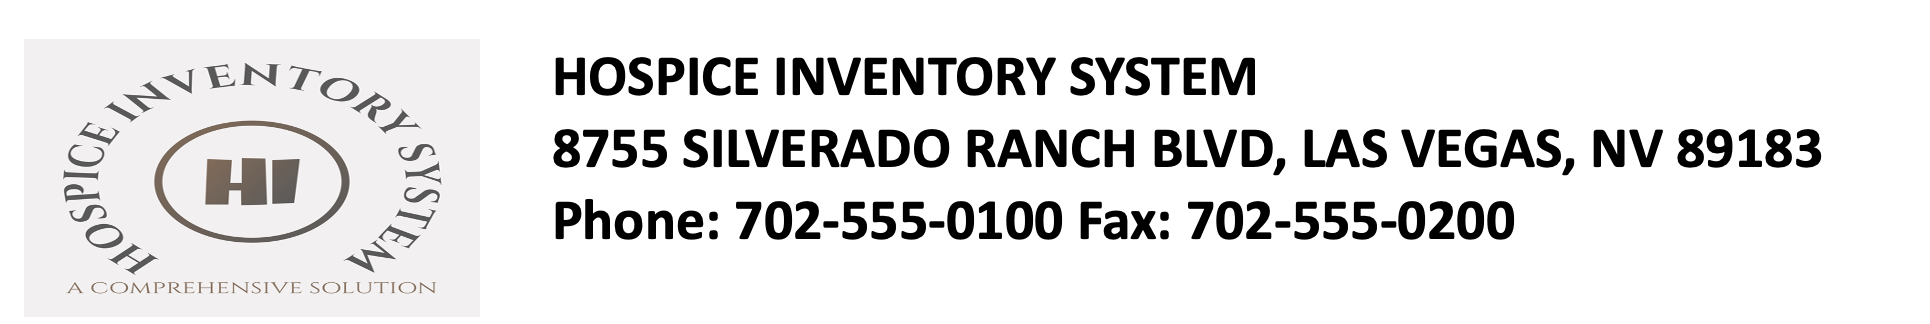 HOSPICE INVENTORY SYSTEM
HI
A COMPREHENSIVE SOLUTION
HOSPICE INVENTORY SYSTEM
8755 SILVERADO RANCH BLVD, LAS VEGAS, NV 89183
Phone: 702-555-0100 Fax: 702-555-0200